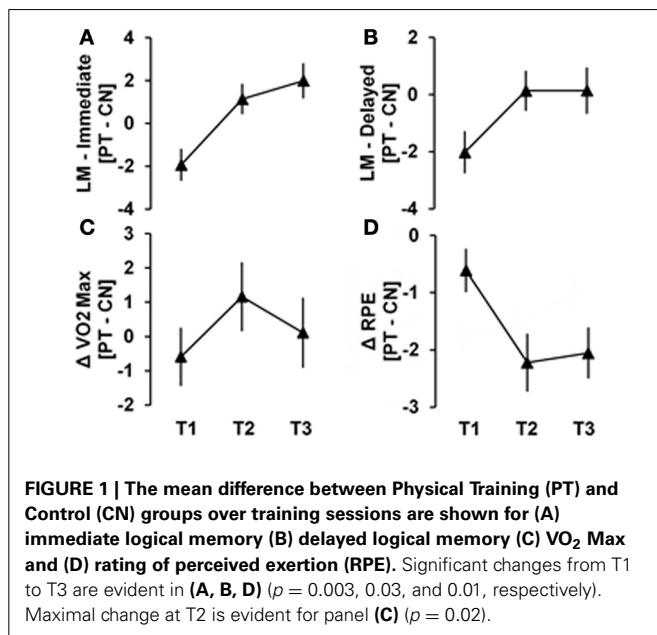 A
B
LM - Immediate
[PT - CN]
4
2
0
-2
-4
LM - Delayed
[PT - CN]
2
0
-2
-4
C
D
Δ VO2 Max
[PT - CN]
3
2
1
0
-1
-2
Δ RPE
[PT - CN]
0
-1
-2
-3
T1 T2 T3
T1 T2 T3
FIGURE 1 | The mean difference between Physical Training (PT) and
Control (CN) groups over training sessions are shown for (A)
immediate logical memory (B) delayed logical memory (C) VO₂ Max
and (D) rating of perceived exertion (RPE). Significant changes from T1
to T3 are evident in (A, B, D) (p = 0.003, 0.03, and 0.01, respectively).
Maximal change at T2 is evident for panel (C) (p = 0.02).